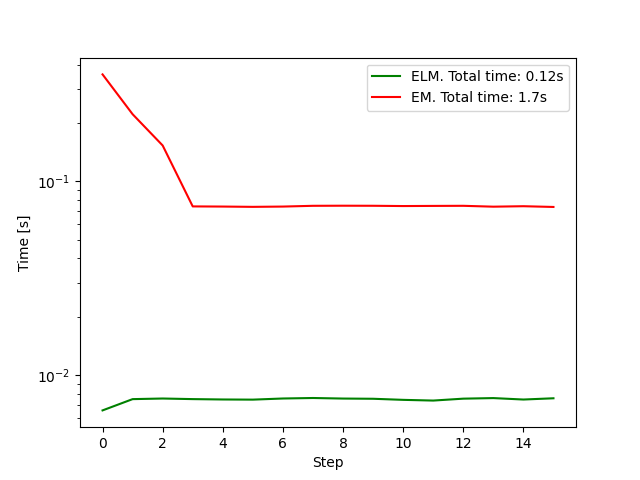 ELM. Total time: 0.12s
EM. Total time: 1.7s
Time [s]
10⁻¹
10⁻²
0 2 4 6 8 10 12 14
Step